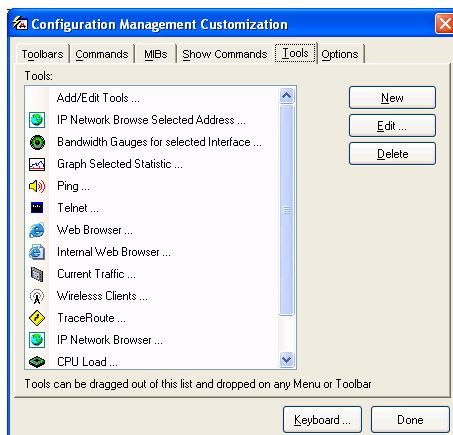 Configuration Management Customization
Toolbars Commands MIBs Show Commands Tools Options
Tools:
Add/Edit Tools ...
IP Network Browse Selected Address ...
Bandwidth Gauges for selected Interface ...
Graph Selected Statistic ...
Ping ...
Telnet ...
Web Browser ...
Internal Web Browser ...
Current Traffic ...
Wirelesss Clients ...
TraceRoute ...
IP Network Browser ...
CPU Load ...
New
Edit ...
Delete
Tools can be dragged out of this list and dropped on any Menu or Toolbar
Keyboard ... Done